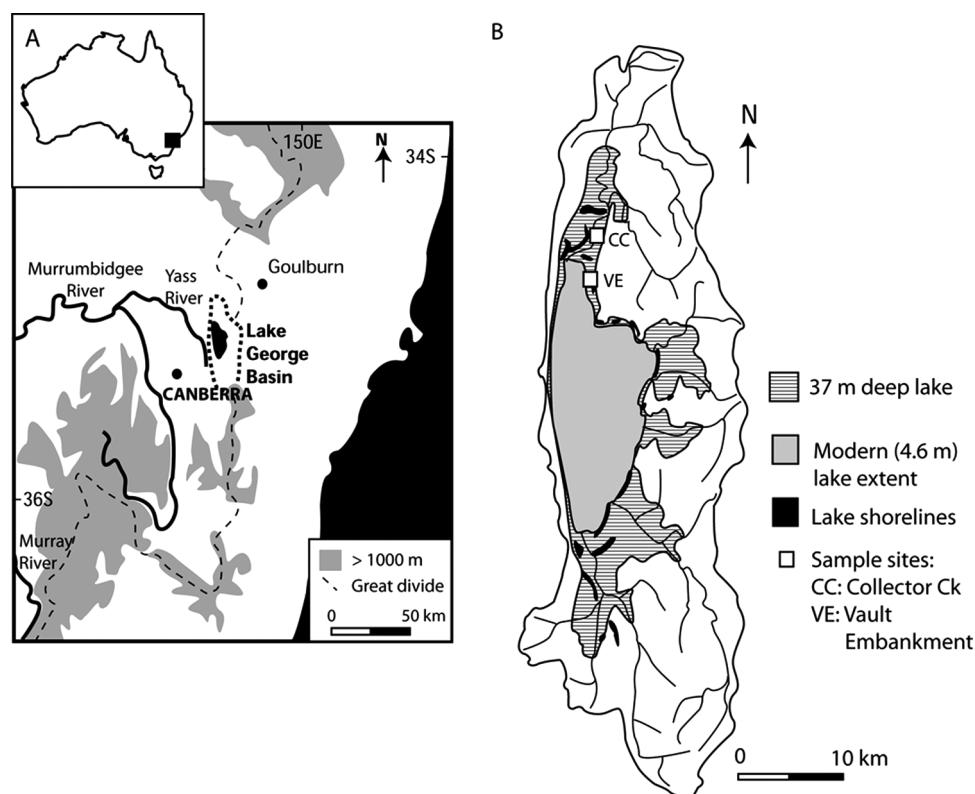 A
150E
N
34S
Murrumbidgee
River
Yass
River
Goulburn
Lake
George
Basin
CANBERRA
36S
Murray
River
> 1000 m
Great divide
0 50 km
B
N
CC
VE
37 m deep lake
Modern (4.6 m)
lake extent
Lake shorelines
Sample sites:
CC: Collector Ck
VE: Vault
Embankment
0 10 km